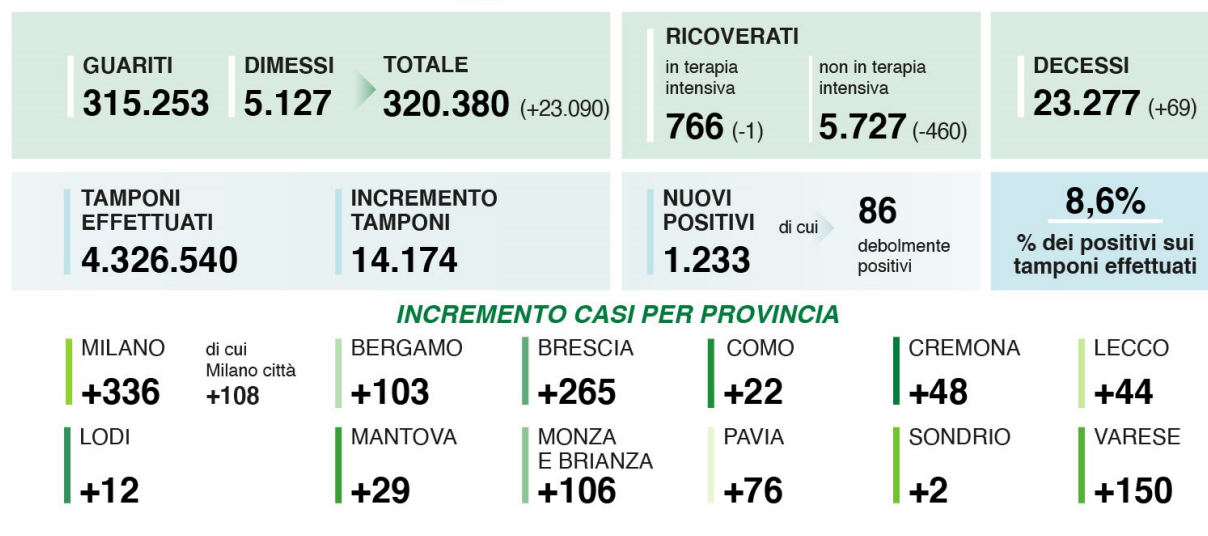 GUARITI
315.253
DIMESSI
5.127
TOTALE
320.380 (+23.090)
RICOVERATI
in terapia
intensiva
766 (-1)
non in terapia
intensiva
5.727 (-460)
DECESSI
23.277 (+69)
TAMPONI
EFFETTUATI
4.326.540
INCREMENTO
TAMPONI
14.174
NUOVI
POSITIVI
1.233
di cui
86
debolmente
positivi
8,6%
% dei positivi sui
tamponi effettuati
INCREMENTO CASI PER PROVINCIA
MILANO
+336
di cui
Milano città
+108
BERGAMO
+103
BRESCIA
+265
COMO
+22
CREMONA
+48
LECCO
+44
LODI
+12
MANTOVA
+29
MONZA
E BRIANZA
+106
PAVIA
+76
SONDRIO
+2
VARESE
+150